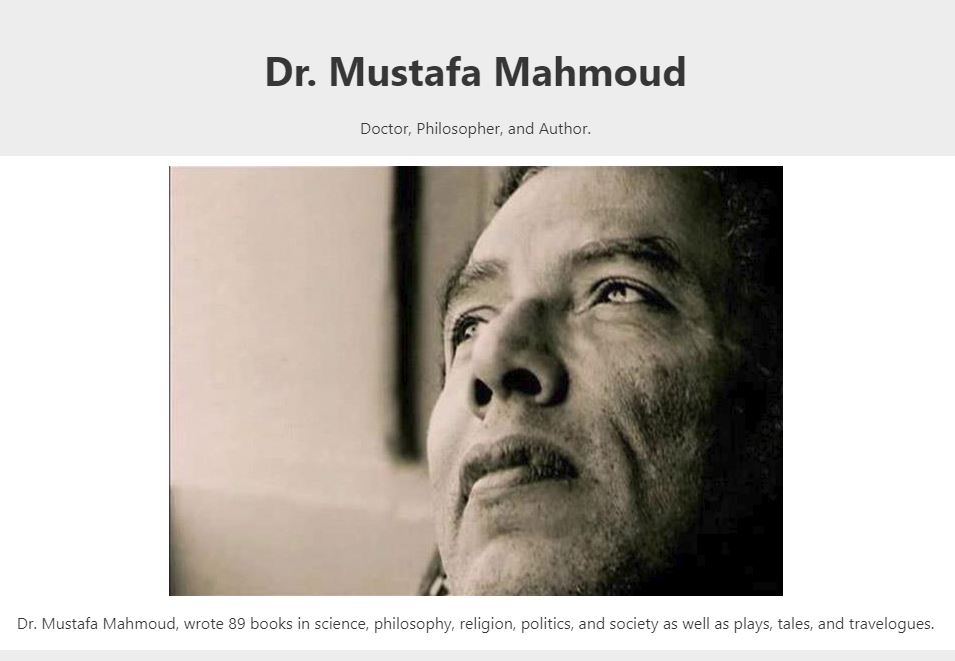 Dr. Mustafa Mahmoud
Doctor, Philosopher, and Author.
Dr. Mustafa Mahmoud, wrote 89 books in science, philosophy, religion, politics, and society as well as plays, tales, and travelogues.